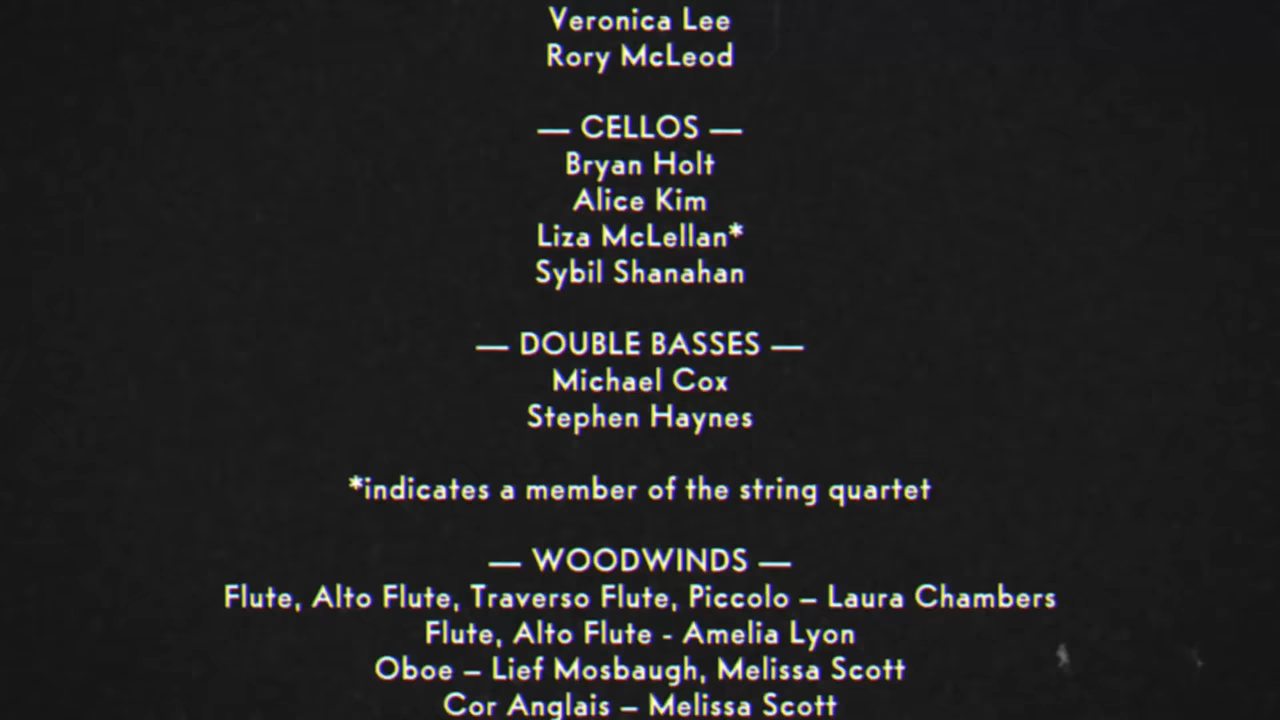 Veronica Lee
Rory McLeod
— CELLOS —
Bryan Holt
Alice Kim
Liza McLellan*
Sybil Shanahan
— DOUBLE BASSES —
Michael Cox
Stephen Haynes
*indicates a member of the string quartet
— WOODWINDS —
Flute, Alto Flute, Traverso Flute, Piccolo – Laura Chambers
Flute, Alto Flute - Amelia Lyon
Oboe – Lief Mosbaugh, Melissa Scott
Cor Anglais – Melissa Scott